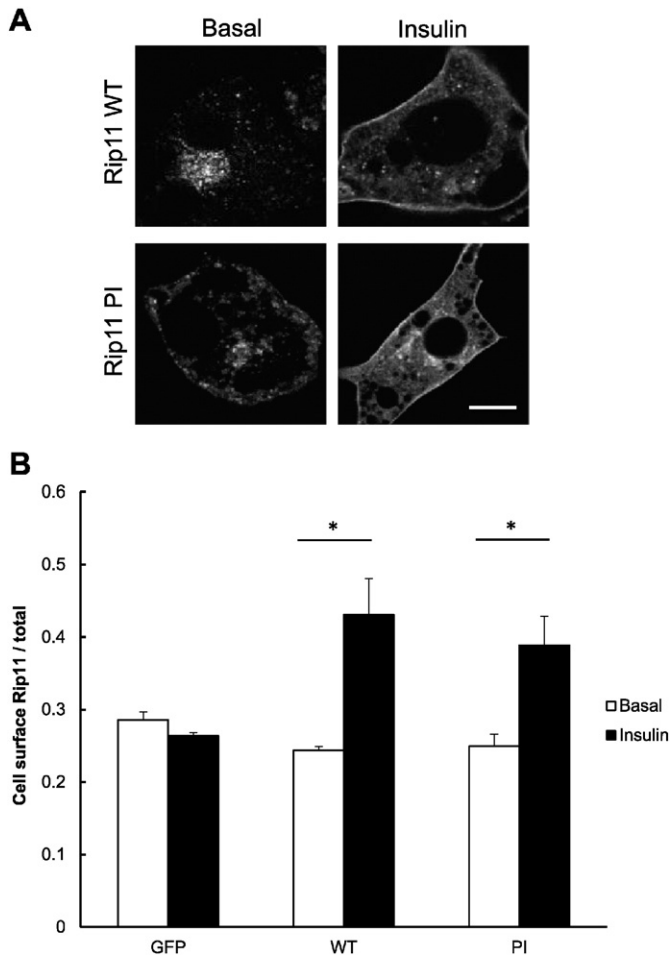 A
Basal Insulin
Rip11 WT
Rip11 PI
B
0.6
*
*
0.5
0.4
0.3
0.2
0.1
0
Cell surface Rip11 / total
Basal
Insulin
GFP WT PI